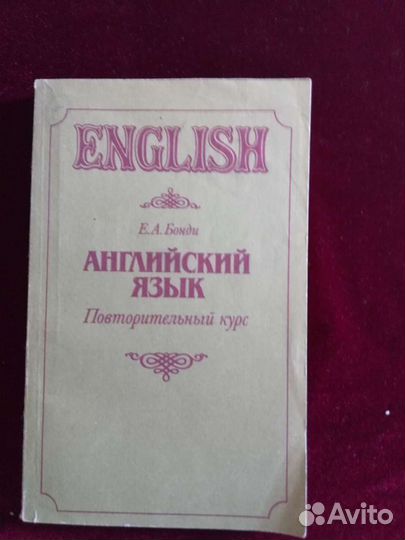 ENGLISH
Е.А.Бонди
АНГЛИЙСКИЙ
ЯЗЫК
Повторительный курс
Avito